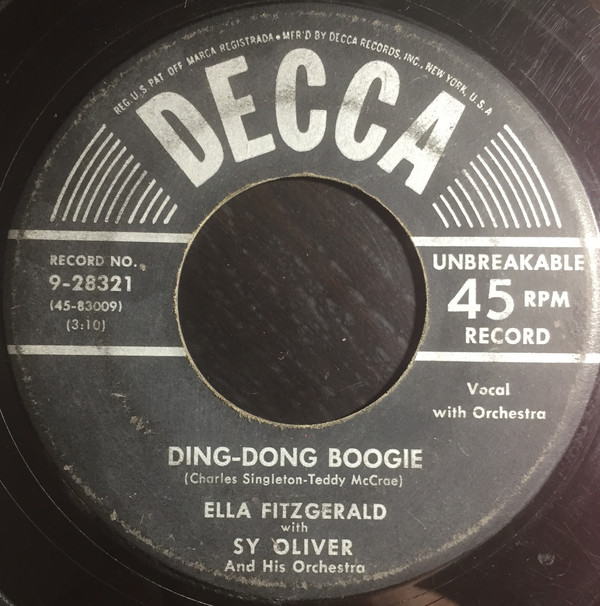 REG. U.S. PAT. OFF. MARCA REGISTRADA • MF'R'D BY DECCA RECORDS, INC., NEW YORK, U.S.A
DECCA
RECORD NO.
9-28321
(45-83009)
(3:10)
UNBREAKABLE
45 RPM
RECORD
Vocal
with Orchestra
DING-DONG BOOGIE
(Charles Singleton-Teddy McCrae)
ELLA FITZGERALD
with
SY OLIVER
And His Orchestra